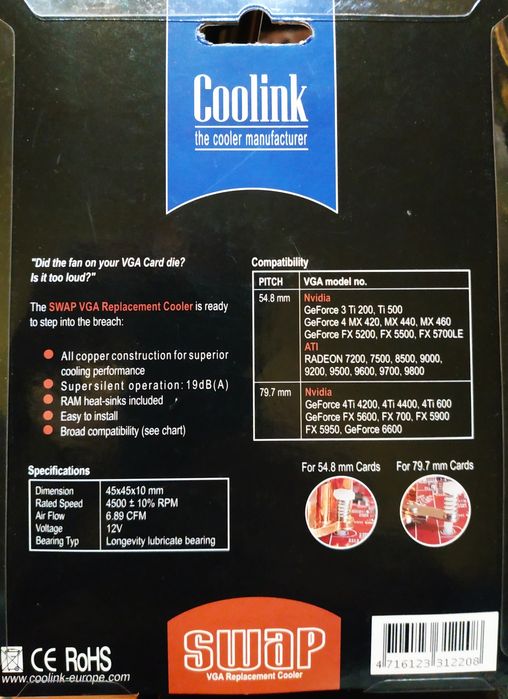 Coolink
the cooler manufacturer
"Did the fan on your VGA Card die?
Is it too loud?"
The SWAP VGA Replacement Cooler is ready
to step into the breach:
All copper construction for superior
cooling performance
Super silent operation: 19dB(A)
RAM heat-sinks included
Easy to install
Broad compatibility (see chart)
Compatibility
PITCH VGA model no.
54.8 mm Nvidia
GeForce 3 Ti 200, Ti 500
GeForce 4 MX 420, MX 440, MX 460
GeForce FX 5200, FX 5500, FX 5700LE
ATI
RADEON 7200, 7500, 8500, 9000,
9200, 9500, 9600, 9700, 9800
79.7 mm Nvidia
GeForce 4Ti 4200, 4Ti 4400, 4Ti 600
GeForce FX 5600, FX 700, FX 5900
FX 5950, GeForce 6600
Specifications
Dimension 45x45x10 mm
Rated Speed 4500 ± 10% RPM
Air Flow 6.89 CFM
Voltage 12V
Bearing Typ Longevity lubricate bearing
For 54.8 mm Cards
For 79.7 mm Cards
CE RoHS
www.coolink-europe.com
swap
VGA Replacement Cooler
4 716123 312208